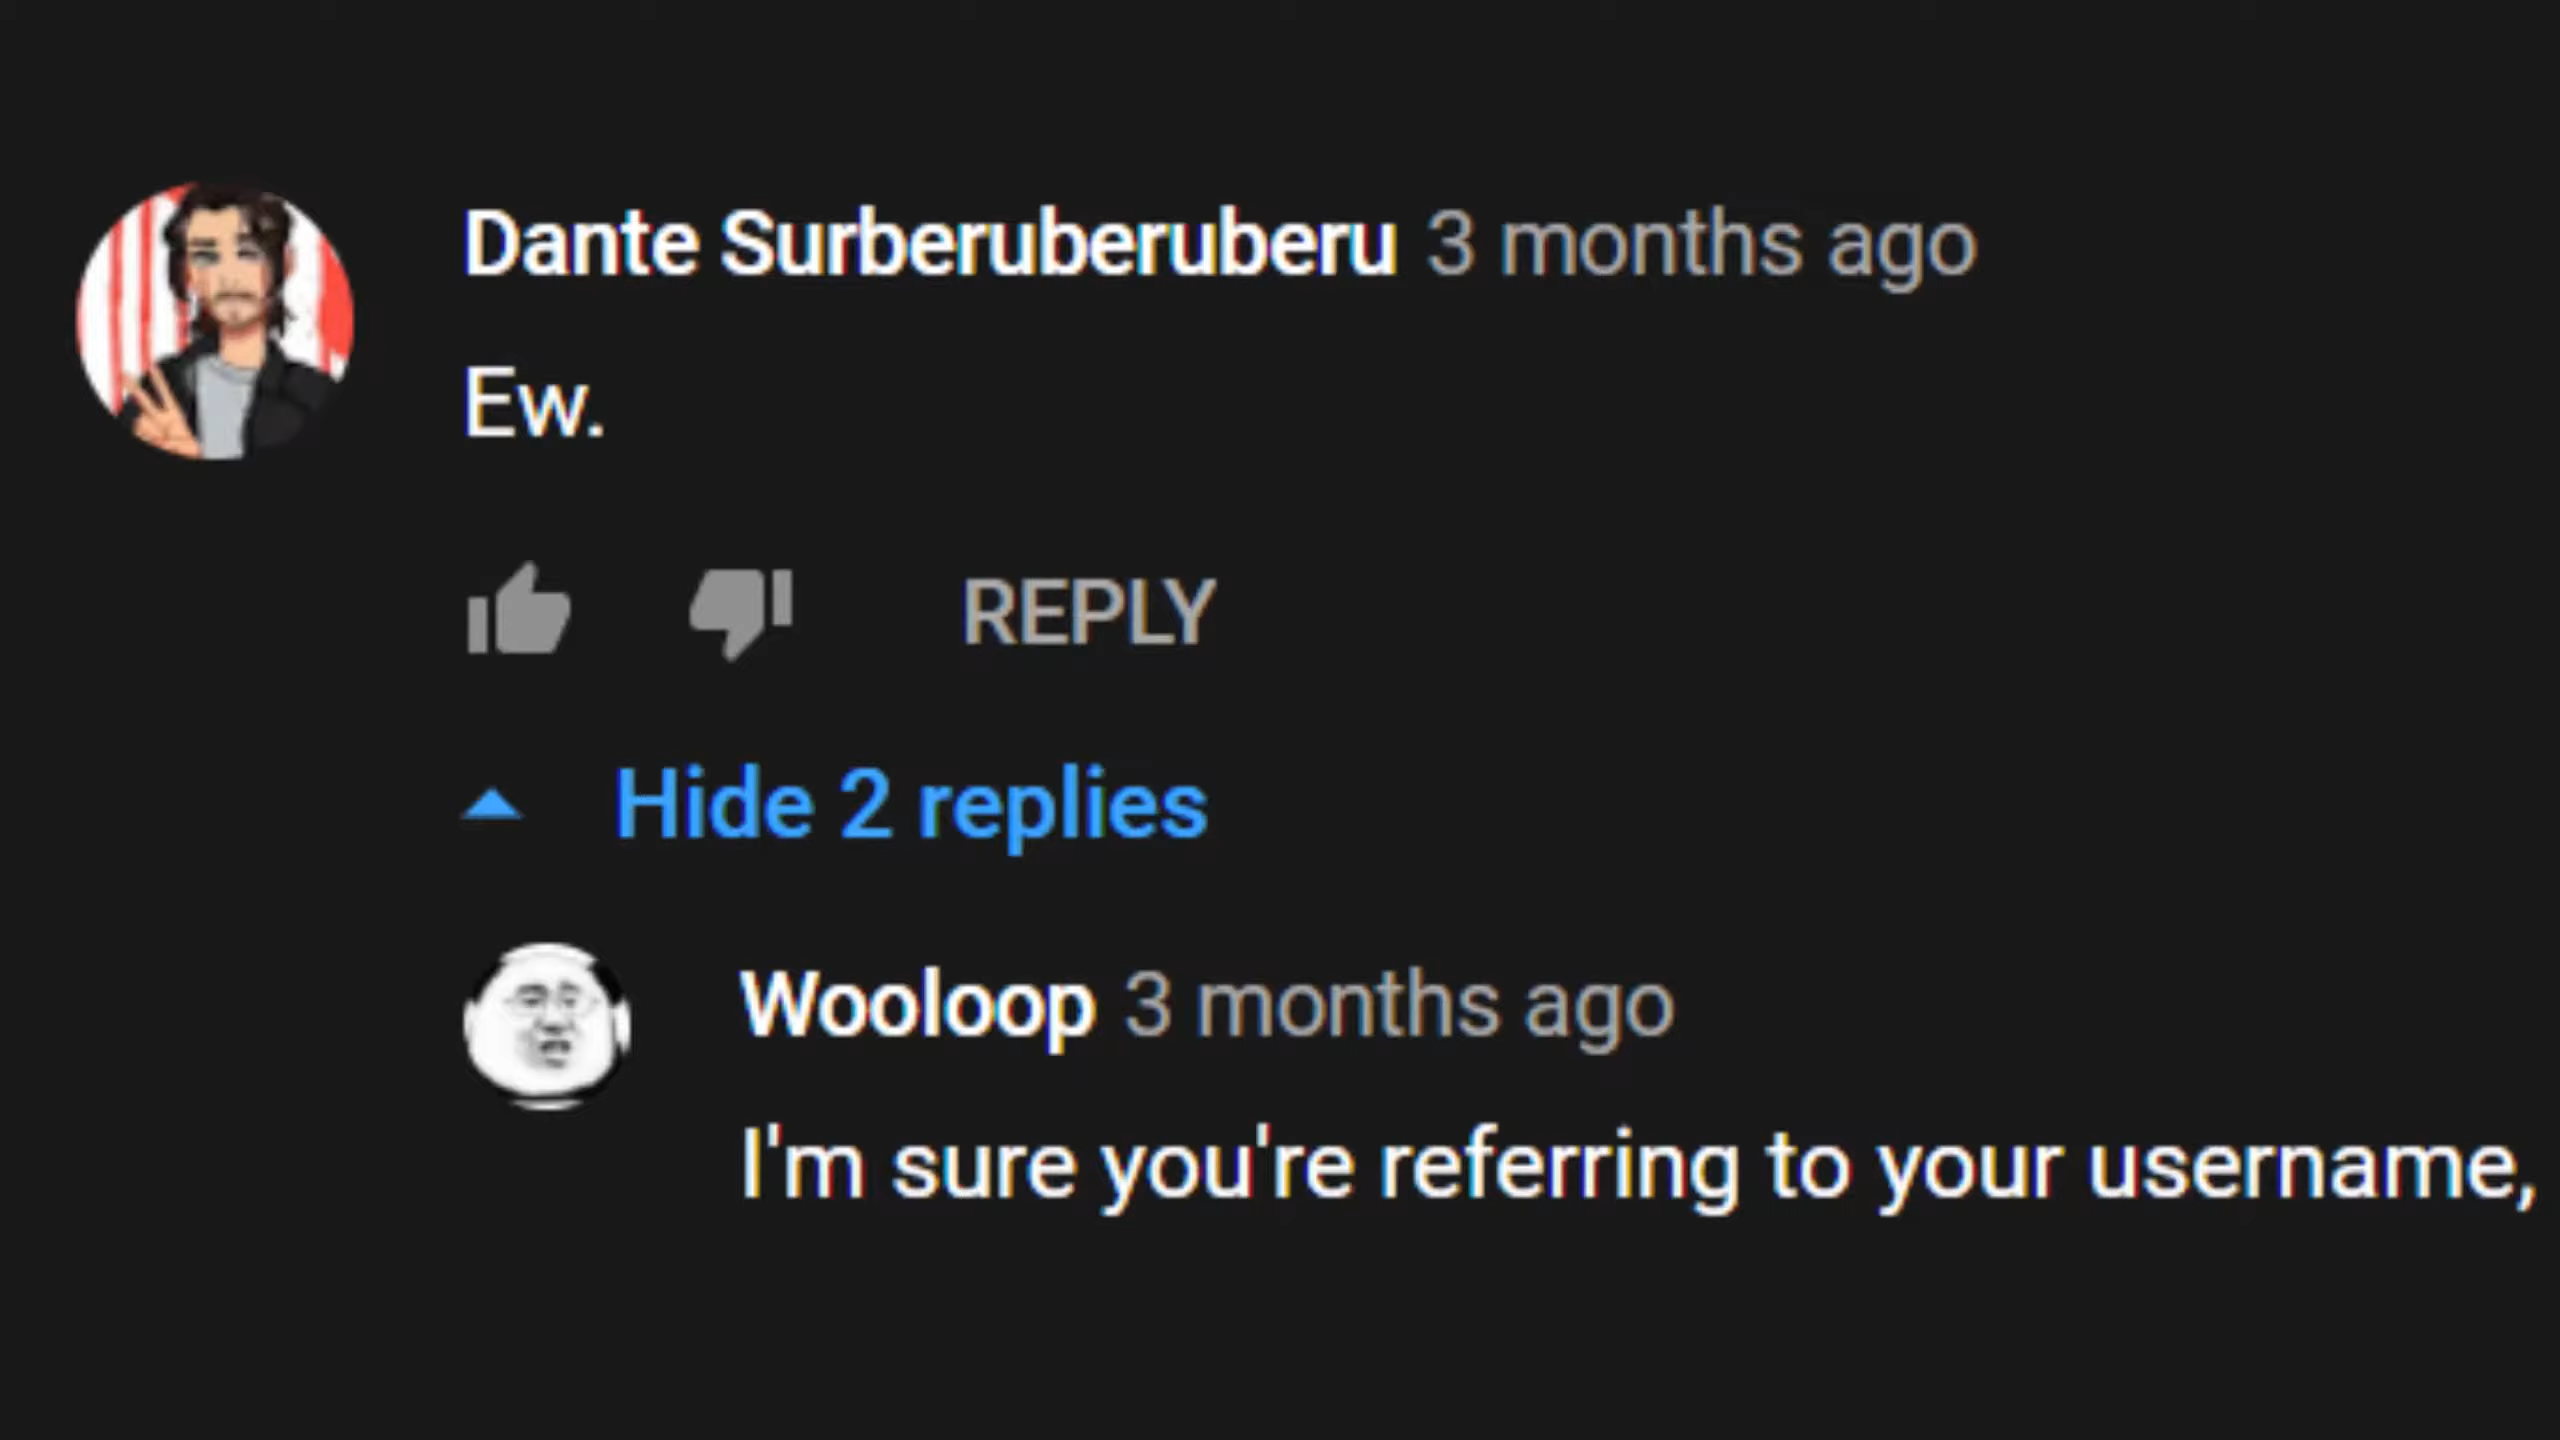 Dante Surberuberuberu 3 months ago
Ew.
REPLY
Hide 2 replies
Wooloop 3 months ago
I'm sure you're referring to your username,